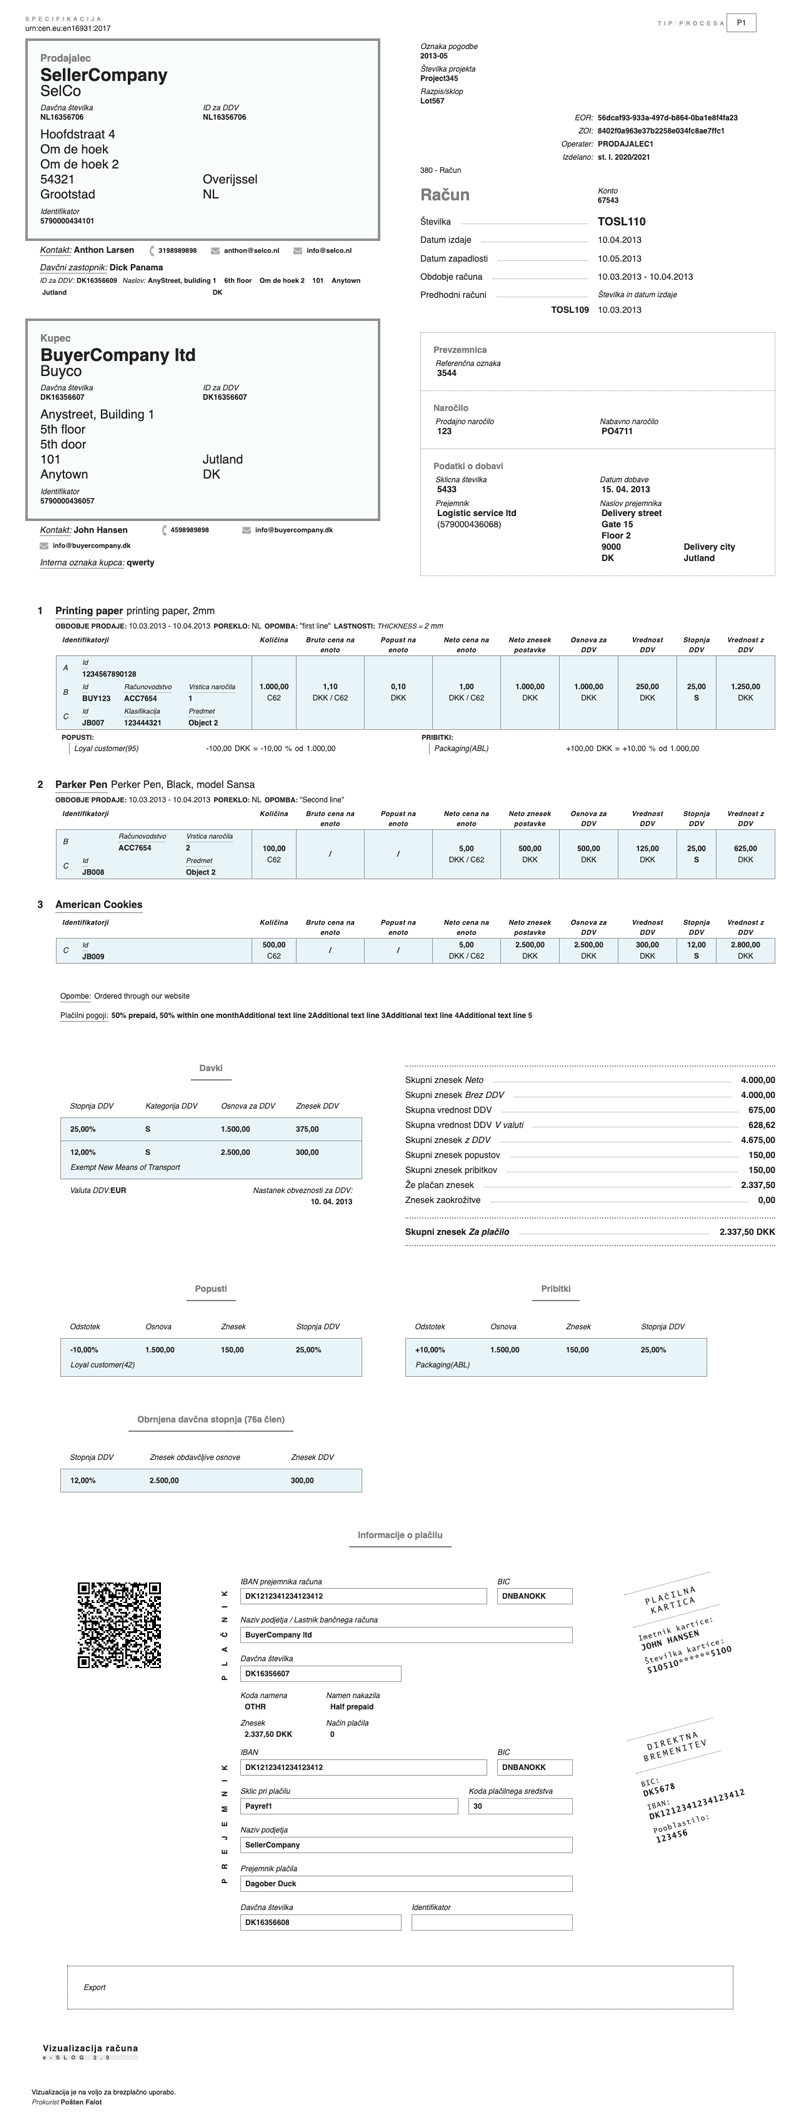 SPECIFIKACIJA
urn:cen.eu:en16931:2017
TIP PROCESA P1
Prodajalec
SellerCompany
SelCo
Davčna številka ID za DDV
NL16356706 NL16356706
Hoofdstraat 4
Om de hoek
Om de hoek 2
54321 Overijssel
Grootstad NL
Identifikator
5790000434101
Kontakt: Anthon Larsen 3198989898 anthon@selco.nl info@selco.nl
Davčni zastopnik: Dick Panama
ID za DDV: DK16356609 Naslov: AnyStreet, buliding 1 6th floor Om de hoek 2 101 Anytown
Jutland DK
Oznaka pogodbe
2013-05
Številka projekta
Project345
Razpis/sklop
Lot567
EOR: 56dcaf93-933a-497d-b864-0ba1e8f4fa23
ZOI: 8402f0a963e37b2258e034fc8ae7ffc1
Operater: PRODAJALEC1
Izdelano: st. l. 2020/2021
380 - Račun
Račun
Konto
67543
Številka TOSL110
Datum izdaje 10.04.2013
Datum zapadlosti 10.05.2013
Obdobje računa 10.03.2013 - 10.04.2013
Predhodni računi Številka in datum izdaje
TOSL109 10.03.2013
Kupec
BuyerCompany ltd
Buyco
Davčna številka ID za DDV
DK16356607 DK16356607
Anystreet, Building 1
5th floor
5th door
101 Jutland
Anytown DK
Identifikator
5790000436057
Kontakt: John Hansen 4598989898 info@buyercompany.dk
info@buyercompany.dk
Interna oznaka kupca: qwerty
Prevzemnica
Referenčna oznaka
3544
Naročilo
Prodajno naročilo Nabavno naročilo
123 PO4711
Podatki o dobavi
Sklicna številka Datum dobave
5433 15. 04. 2013
Prejemnik Naslov prejemnika
Logistic service ltd Delivery street
(579000436068) Gate 15
Floor 2
9000 Delivery city
DK Jutland
1 Printing paper printing paper, 2mm
OBDOBJE PRODAJE: 10.03.2013 - 10.04.2013 POREKLO: NL OPOMBA: "first line" LASTNOSTI: THICKNESS = 2 mm
Identifikatorji Količina Bruto cena na enoto Popust na enoto Neto cena na enoto Neto znesek postavke Osnova za DDV Vrednost DDV Stopnja DDV Vrednost z DDV
A Id
1234567890128
B Id Računovodstvo Vrstica naročila 1.000,00 1,10 0,10 1,00 1.000,00 1.000,00 250,00 25,00 1.250,00
BUY123 ACC7654 1 C62 DKK / C62 DKK DKK / C62 DKK DKK DKK S DKK
C Id Klasifikacija Predmet
JB007 123444321 Object 2
POPUSTI: PRIBITKI:
Loyal customer(95) -100,00 DKK = -10,00 % od 1.000,00 Packaging(ABL) +100,00 DKK = +10,00 % od 1.000,00
2 Parker Pen Perker Pen, Black, model Sansa
OBDOBJE PRODAJE: 10.03.2013 - 10.04.2013 POREKLO: NL OPOMBA: "Second line"
Identifikatorji Količina Bruto cena na enoto Popust na enoto Neto cena na enoto Neto znesek postavke Osnova za DDV Vrednost DDV Stopnja DDV Vrednost z DDV
B Računovodstvo Vrstica naročila
ACC7654 2 100,00 / / 5,00 500,00 500,00 125,00 25,00 625,00
C Id Predmet C62 DKK / C62 DKK DKK DKK S DKK
JB008 Object 2
3 American Cookies
Identifikatorji Količina Bruto cena na enoto Popust na enoto Neto cena na enoto Neto znesek postavke Osnova za DDV Vrednost DDV Stopnja DDV Vrednost z DDV
C Id 500,00 / / 5,00 2.500,00 2.500,00 300,00 12,00 2.800,00
JB009 C62 DKK / C62 DKK DKK DKK S DKK
Opombe: Ordered through our website
Plačilni pogoji: 50% prepaid, 50% within one monthAdditional text line 2Additional text line 3Additional text line 4Additional text line 5
Davki
Stopnja DDV Kategorija DDV Osnova za DDV Znesek DDV
25,00% S 1.500,00 375,00
12,00% S 2.500,00 300,00
Exempt New Means of Transport
Valuta DDV:EUR Nastanek obveznosti za DDV:
10. 04. 2013
Skupni znesek Neto 4.000,00
Skupni znesek Brez DDV 4.000,00
Skupna vrednost DDV 675,00
Skupna vrednost DDV V valuti 628,62
Skupni znesek z DDV 4.675,00
Skupni znesek popustov 150,00
Skupni znesek pribitkov 150,00
Že plačan znesek 2.337,50
Znesek zaokrožitve 0,00
Skupni znesek Za plačilo 2.337,50 DKK
Popusti
Odstotek Osnova Znesek Stopnja DDV
-10,00% 1.500,00 150,00 25,00%
Loyal customer(42)
Pribitki
Odstotek Osnova Znesek Stopnja DDV
+10,00% 1.500,00 150,00 25,00%
Packaging(ABL)
Obrnjena davčna stopnja (76a člen)
Stopnja DDV Znesek obdavčljive osnove Znesek DDV
12,00% 2.500,00 300,00
Informacije o plačilu
PLAČNIK
IBAN prejemnika računa BIC
DK1212341234123412 DNBANOKK
Naziv podjetja / Lastnik bančnega računa
BuyerCompany ltd
Davčna številka
DK16356607
Koda namena Namen nakazila
OTHR Half prepaid
Znesek Način plačila
2.337,50 DKK 0
PREJEMNIK
IBAN BIC
DK1212341234123412 DNBANOKK
Sklic pri plačilu Koda plačilnega sredstva
Payref1 30
Naziv podjetja
SellerCompany
Prejemnik plačila
Dagober Duck
Davčna številka Identifikator
DK16356608
PLAČILNA
KARTICA
Imetnik kartice:
JOHN HANSEN
Številka kartice:
510510******5100
DIREKTNA
BREMENITEV
BIC:
DK5678
IBAN:
DK1212341234123412
Pooblastilo:
123456
Export
Vizualizacija računa
e-SLOG 2.0
Vizualizacija je na voljo za brezplačno uporabo.
Prokurist Pošten Falot